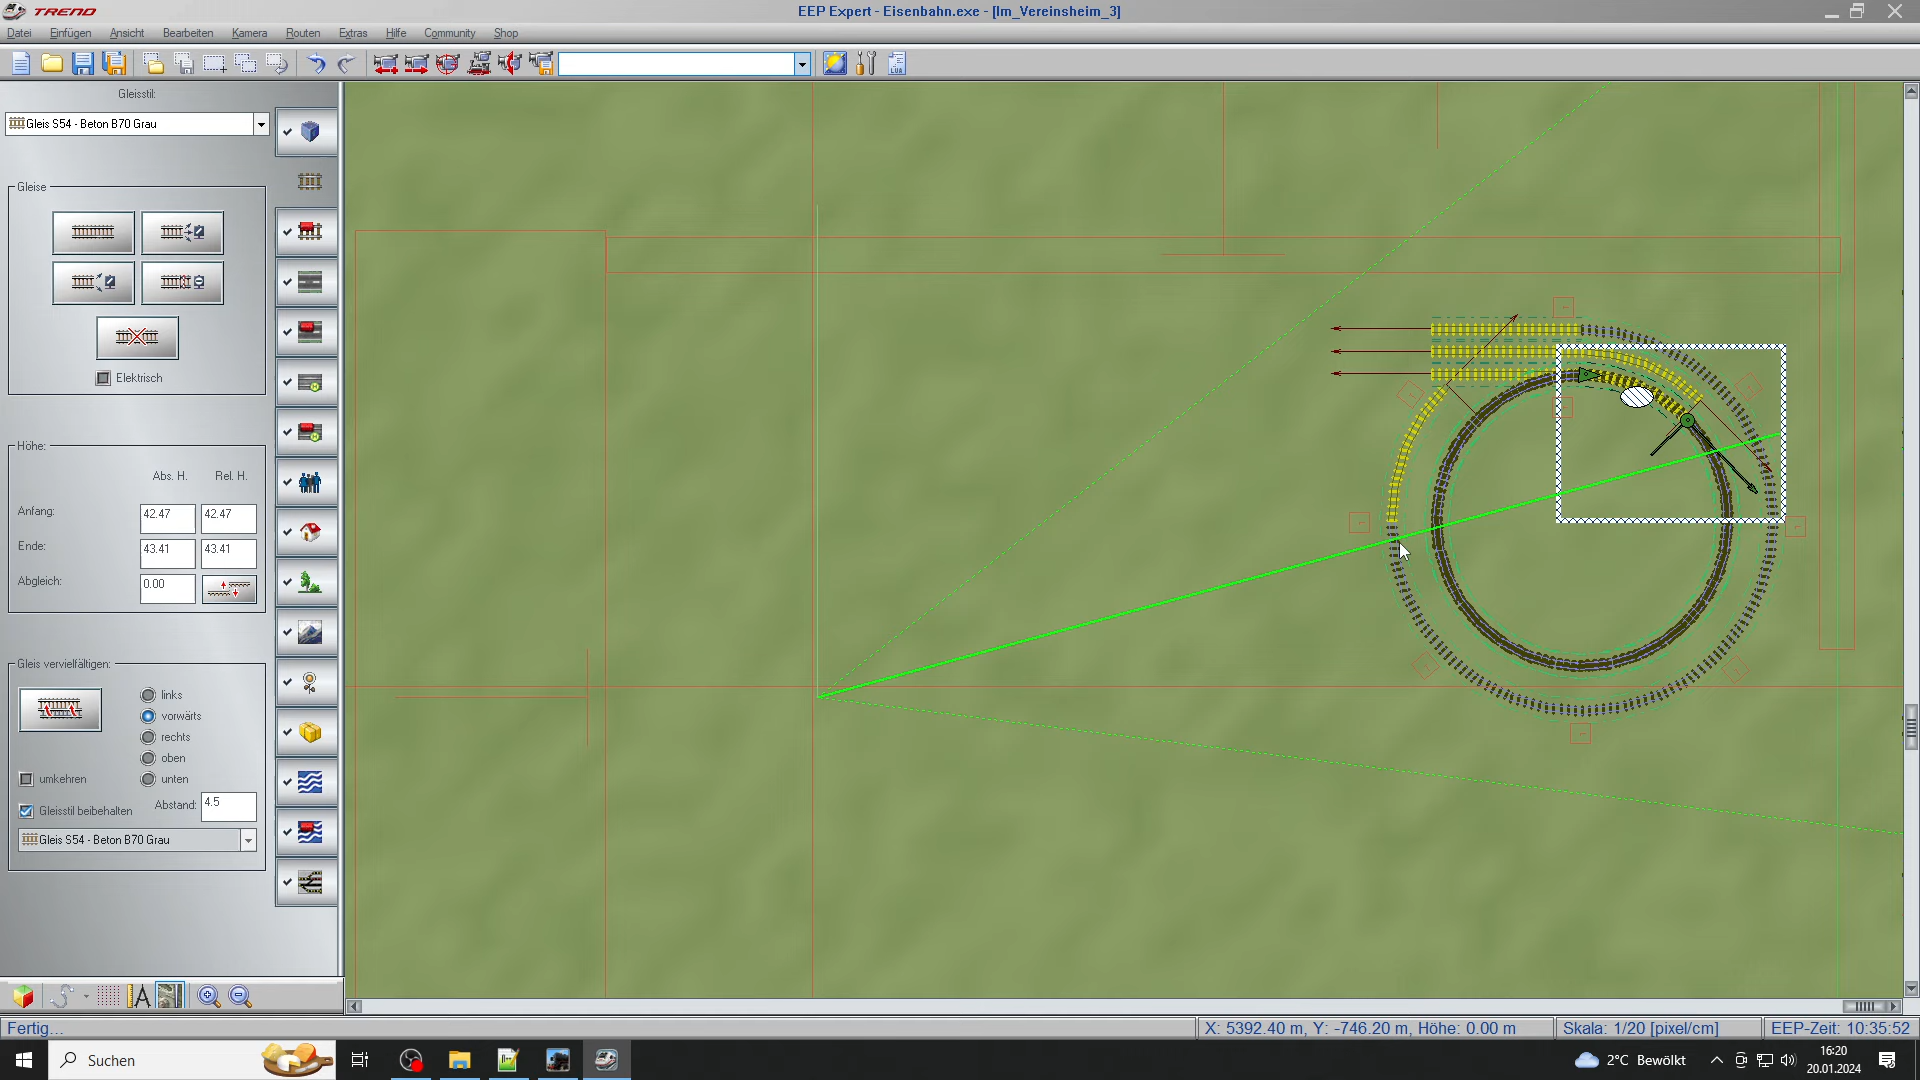 TREND
EEP Expert - Eisenbahn.exe - [Im_Vereinsheim_3]
Datei Einfügen Ansicht Bearbeiten Kamera Routen Extras Hilfe Community Shop
Gleisstil:
Gleis S54 - Beton B70 Grau
Gleise
Elektrisch
Höhe:
Abs. H. Rel. H.
Anfang: 42.47 42.47
Ende: 43.41 43.41
Abgleich: 0.00
Gleis vervielfältigen:
links
vorwärts
rechts
oben
umkehren unten
Gleisstil beibehalten Abstand: 4.5
Gleis S54 - Beton B70 Grau
Fertig...
X: 5392.40 m, Y: -746.20 m, Höhe: 0.00 m
Skala: 1/20 [pixel/cm]
EEP-Zeit: 10:35:52
Suchen
2°C Bewölkt
16:20
20.01.2024